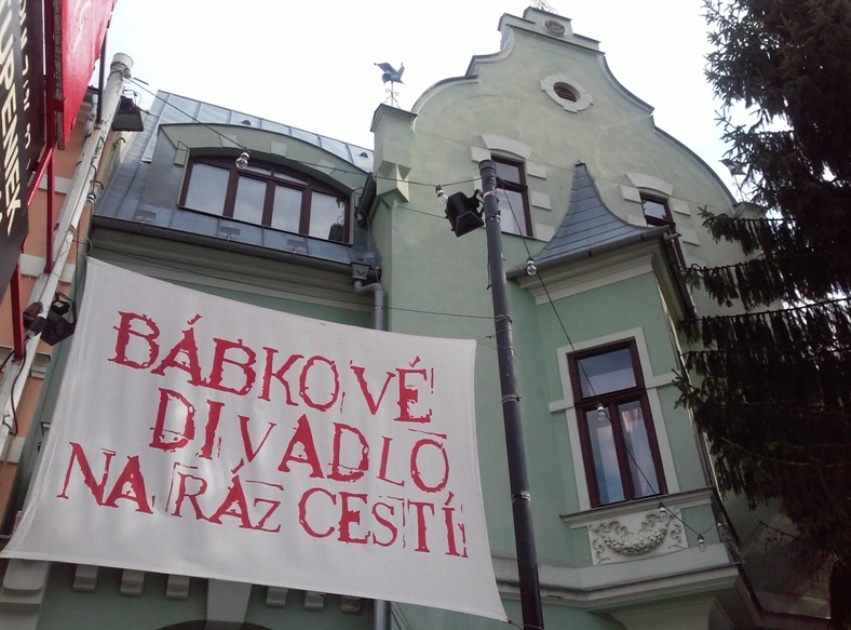 BÁBKOVÉ
DIVADLO
NA RÁZCESTÍ